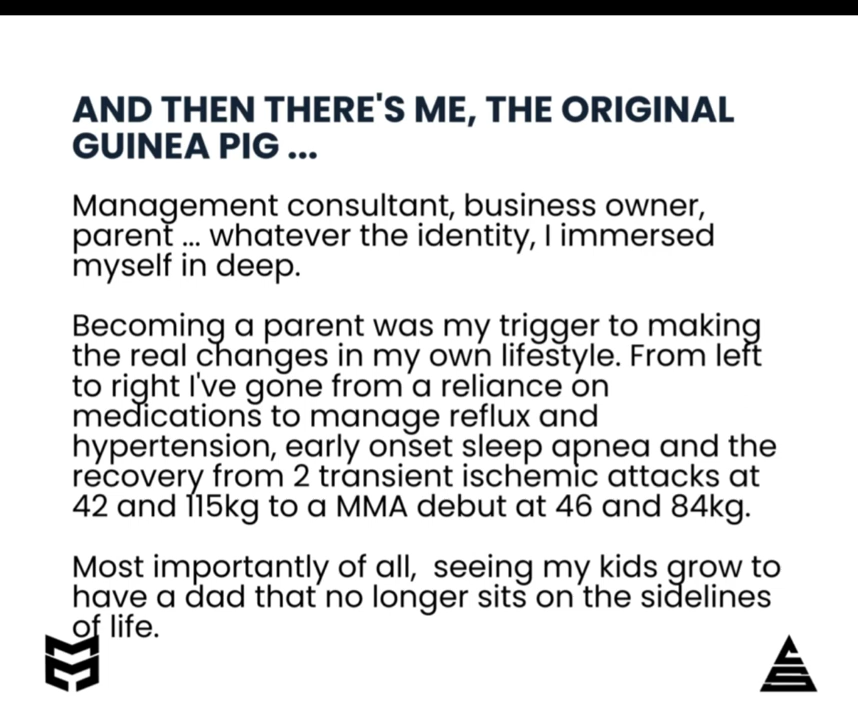 AND THEN THERE'S ME, THE ORIGINAL
GUINEA PIG ...
Management consultant, business owner,
parent ... whatever the identity, I immersed
myself in deep.
Becoming a parent was my trigger to making
the real changes in my own lifestyle. From left
to right I've gone from a reliance on
medications to manage reflux and
hypertension, early onset sleep apnea and the
recovery from 2 transient ischemic attacks at
42 and 115kg to a MMA debut at 46 and 84kg.
Most importantly of all,  seeing my kids grow to
have a dad that no longer sits on the sidelines
of life.